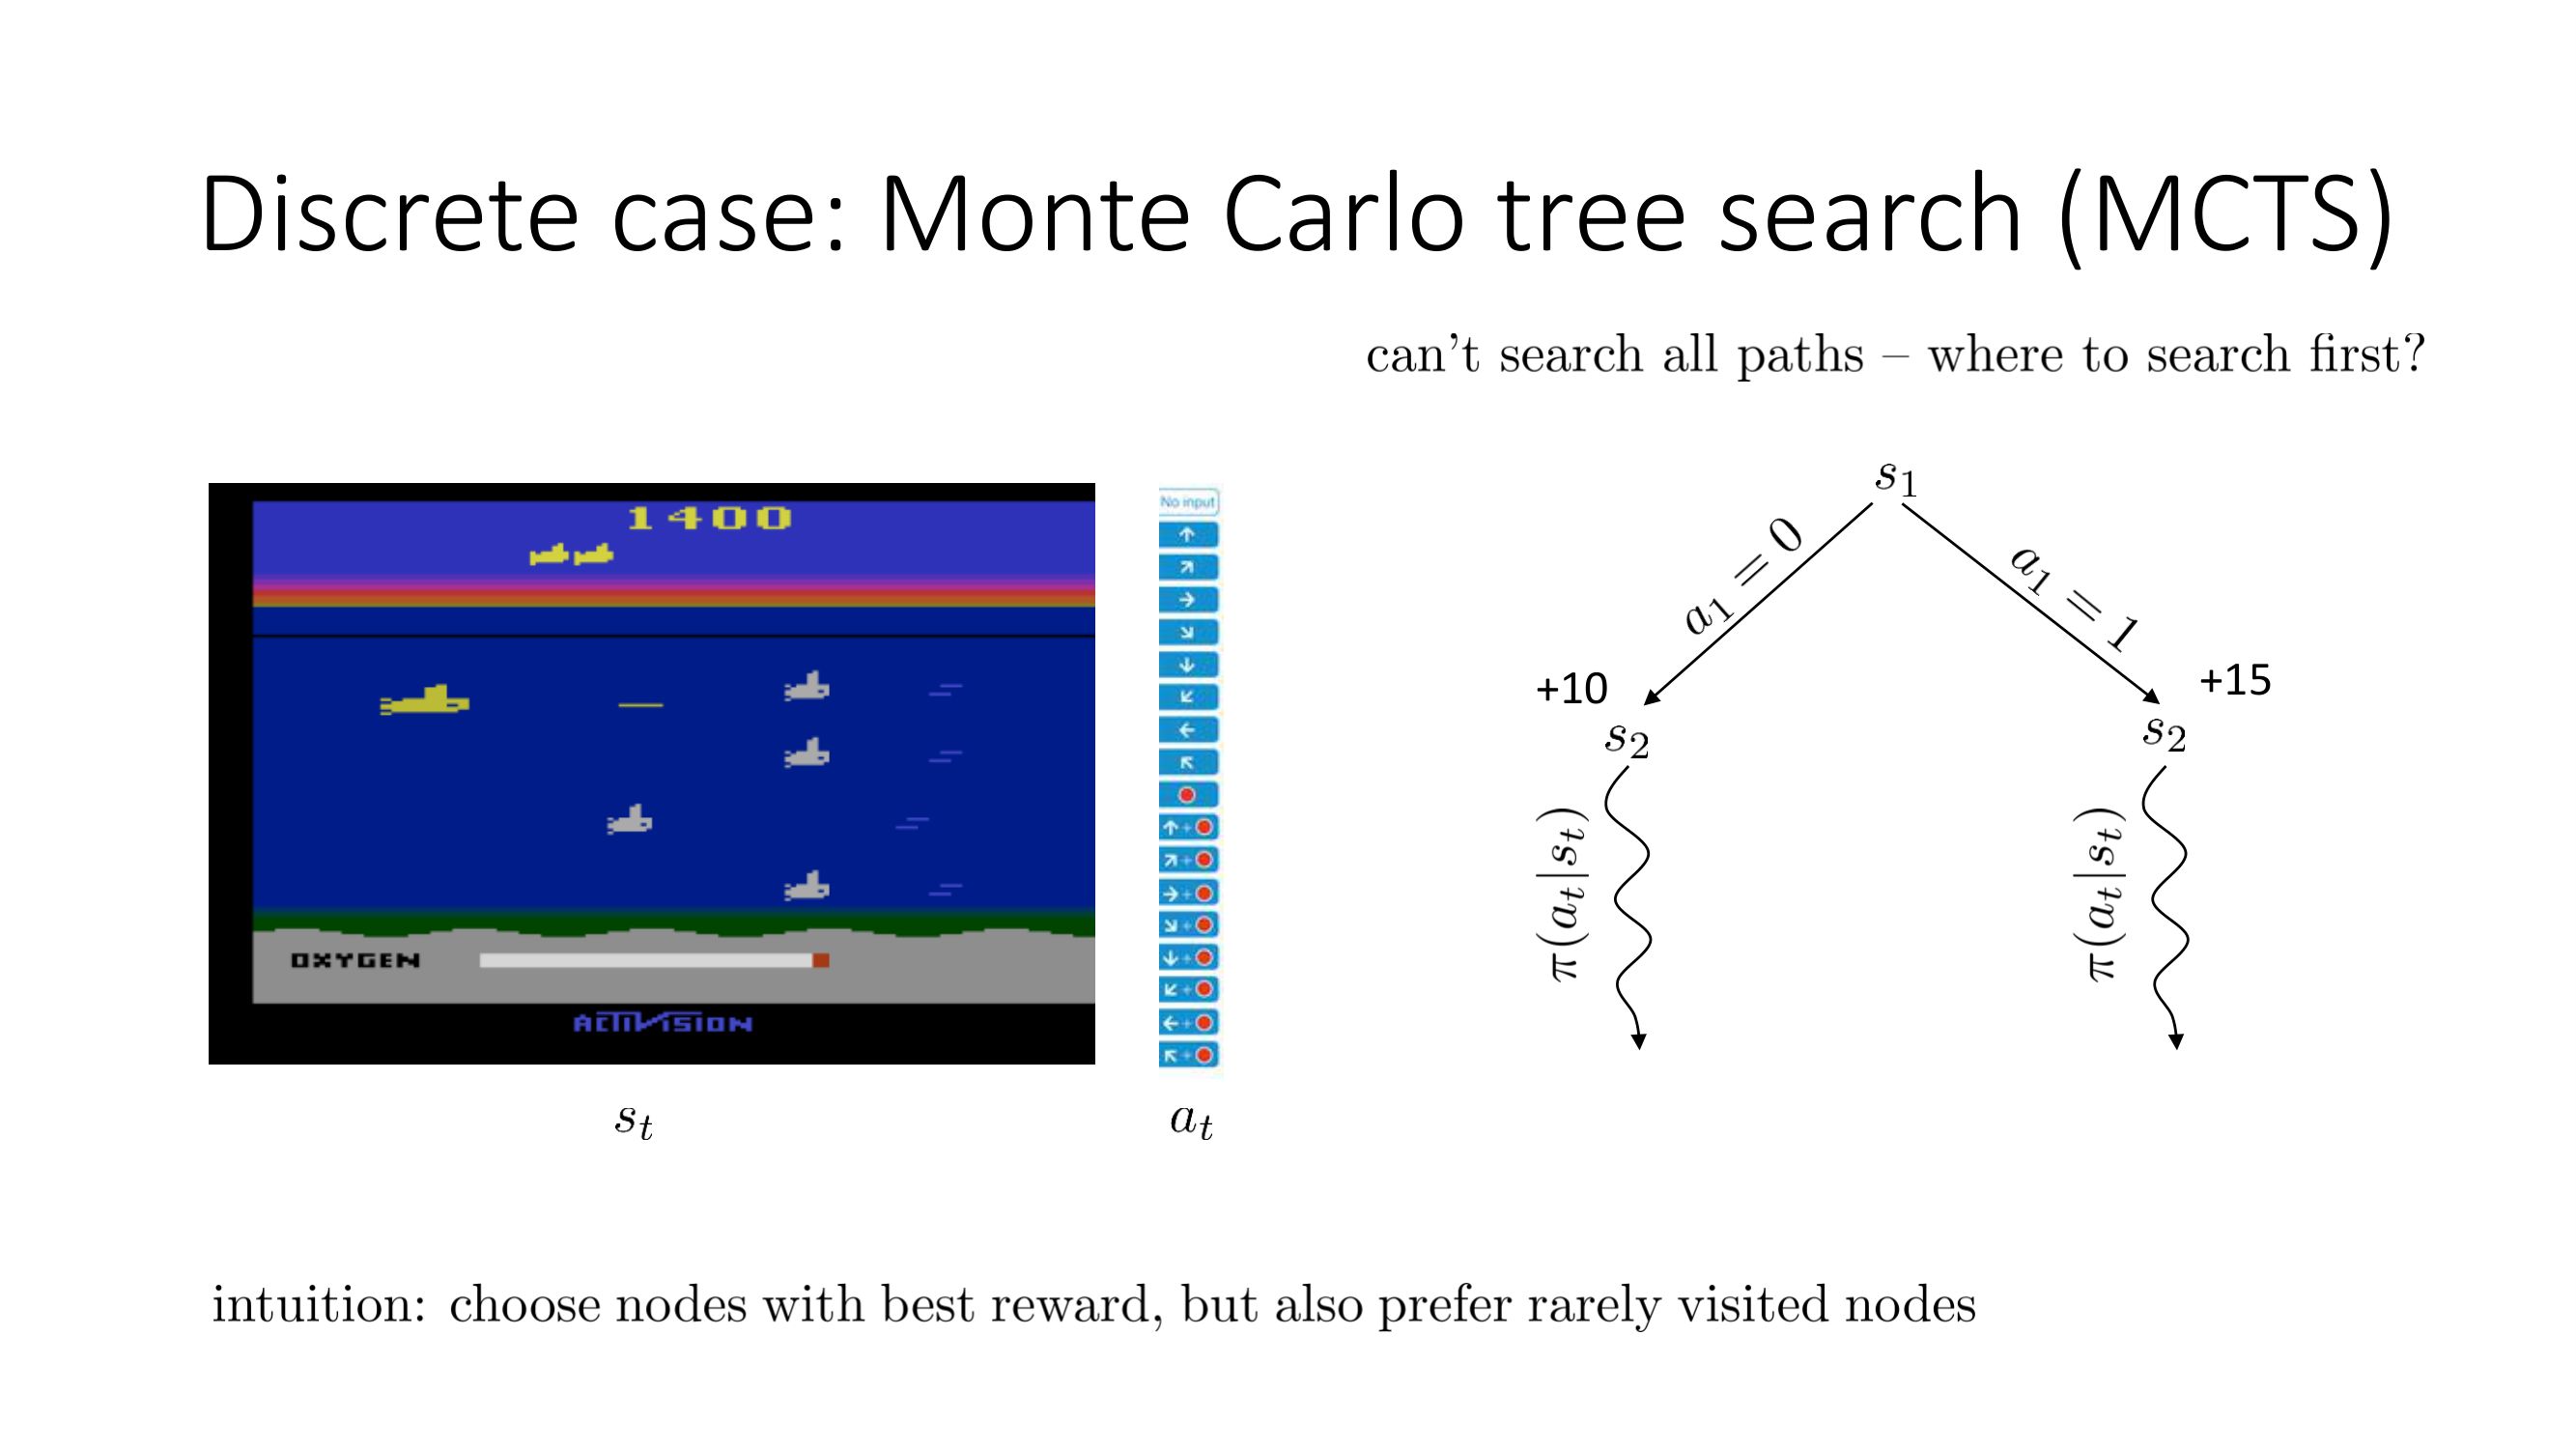 Discrete case: Monte Carlo tree search (MCTS)
can't search all paths – where to search first?
1400
OXYGEN
ACTIVISION
s_t
No input
↑
↗
→
↘
↓
↙
←
↖
↑+
↗+
→+
↘+
↓+
↙+
←+
↖+
a_t
s_1
a_1 = 0
a_1 = 1
+10
+15
s_2
s_2
π(a_t|s_t)
π(a_t|s_t)
intuition: choose nodes with best reward, but also prefer rarely visited nodes